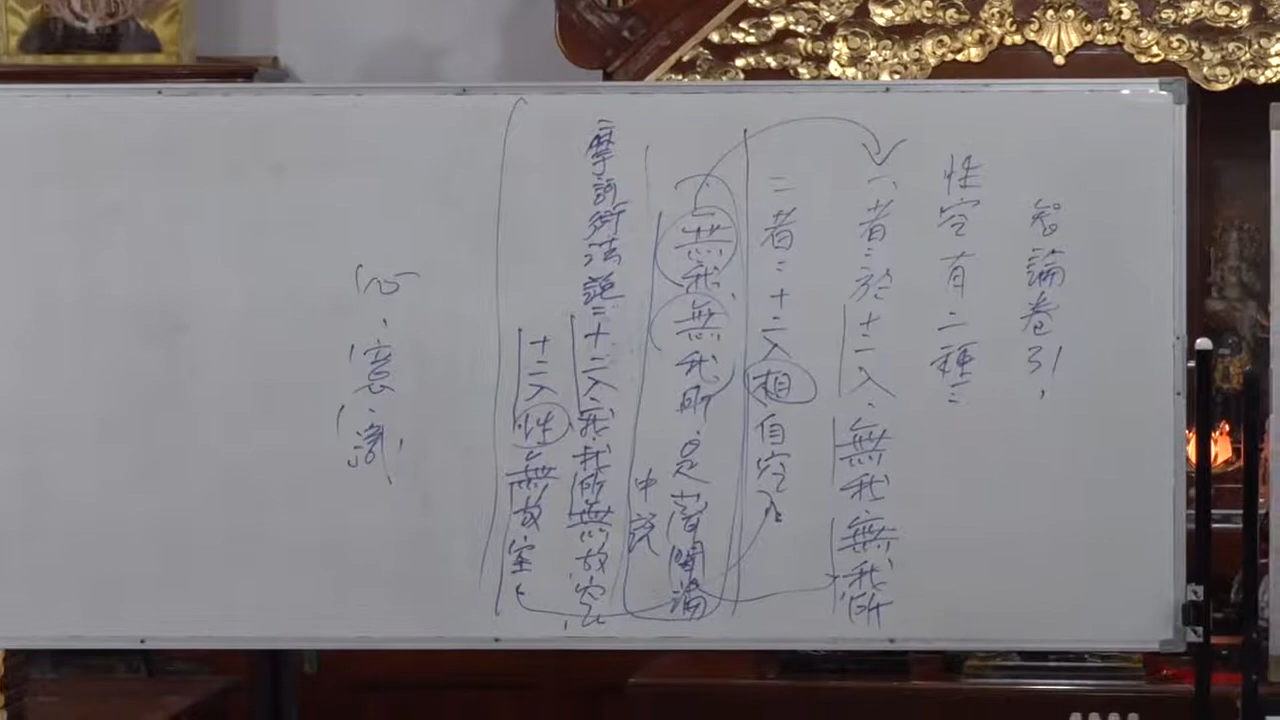 智論卷31、
性空有二種：
一者：於十二入、無我、無我所
二者：十二入相自空。
無我、無我所、是聲聞論
中說
摩訶衍法說：十二入我、我所無故空。
十二入性無故空。
心、意、識、